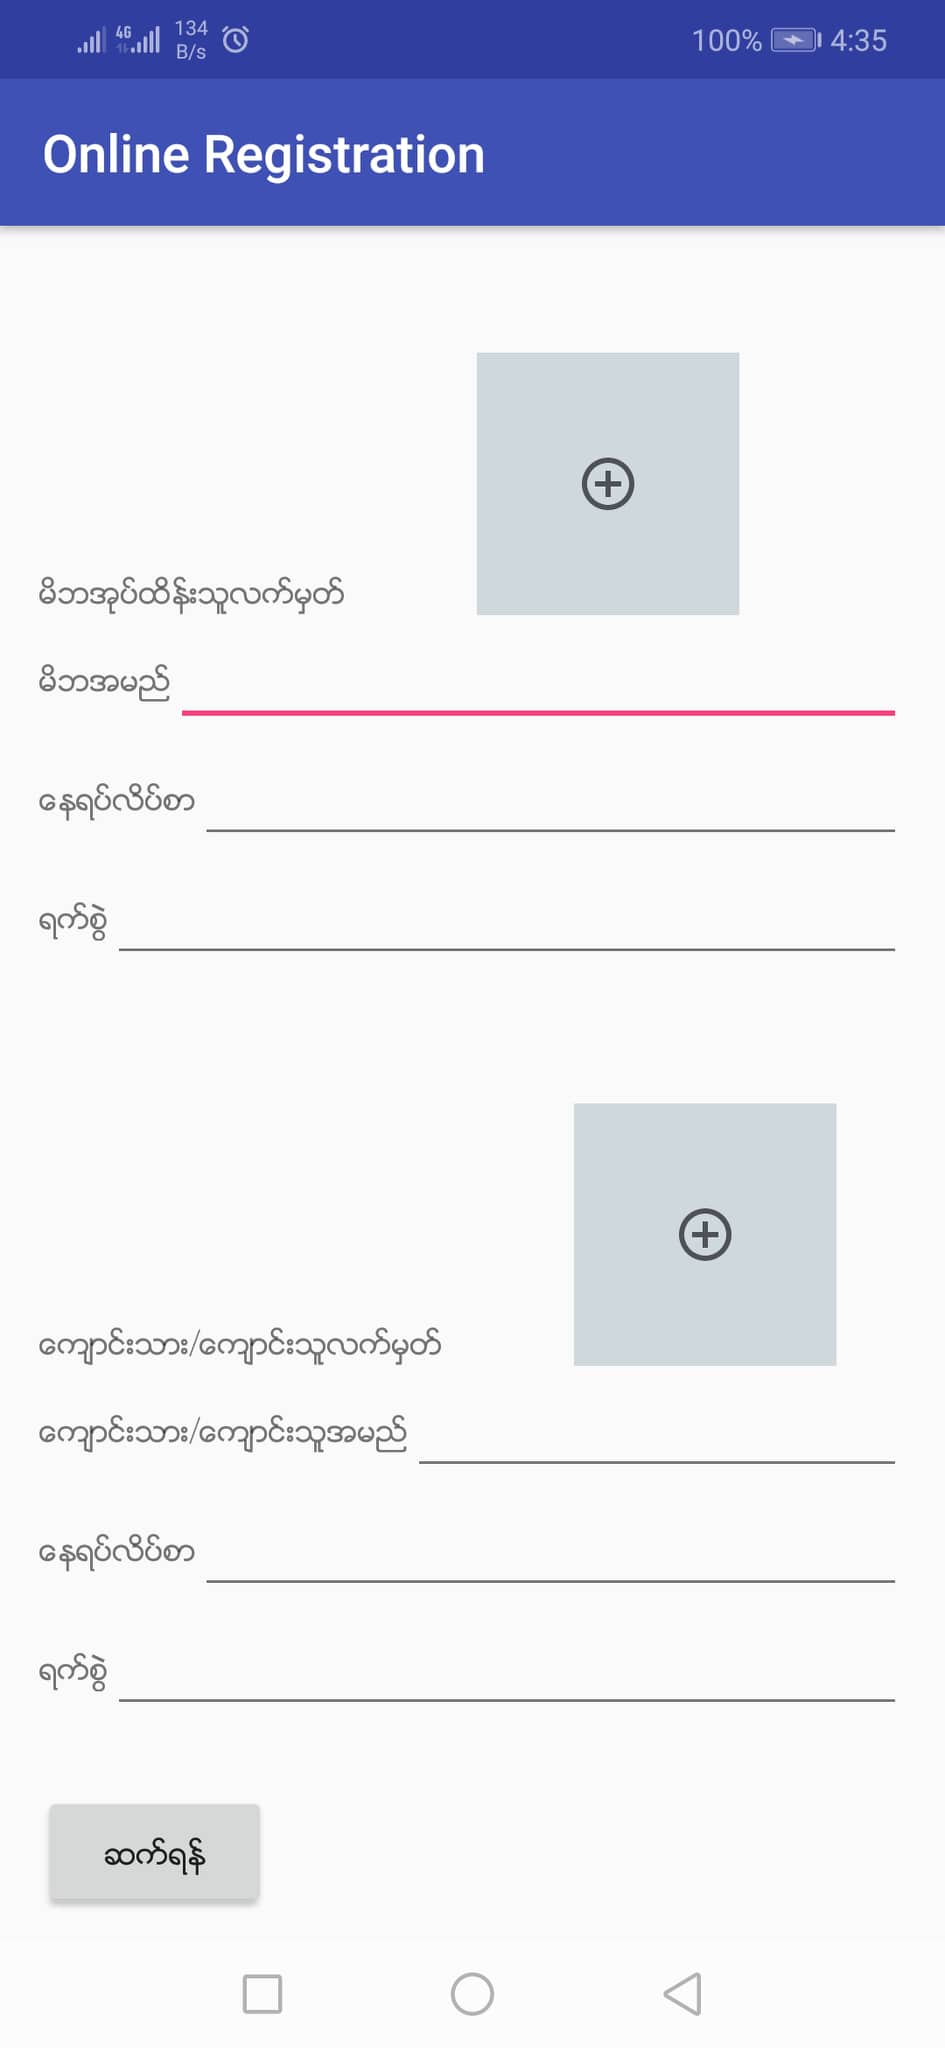 4G 134 B/s 100% 4:35
Online Registration
မိဘအုပ်ထိန်းသူလက်မှတ်
မိဘအမည်
နေရပ်လိပ်စာ
ရက်စွဲ
ကျောင်းသား/ကျောင်းသူလက်မှတ်
ကျောင်းသား/ကျောင်းသူအမည်
နေရပ်လိပ်စာ
ရက်စွဲ
ဆက်ရန်